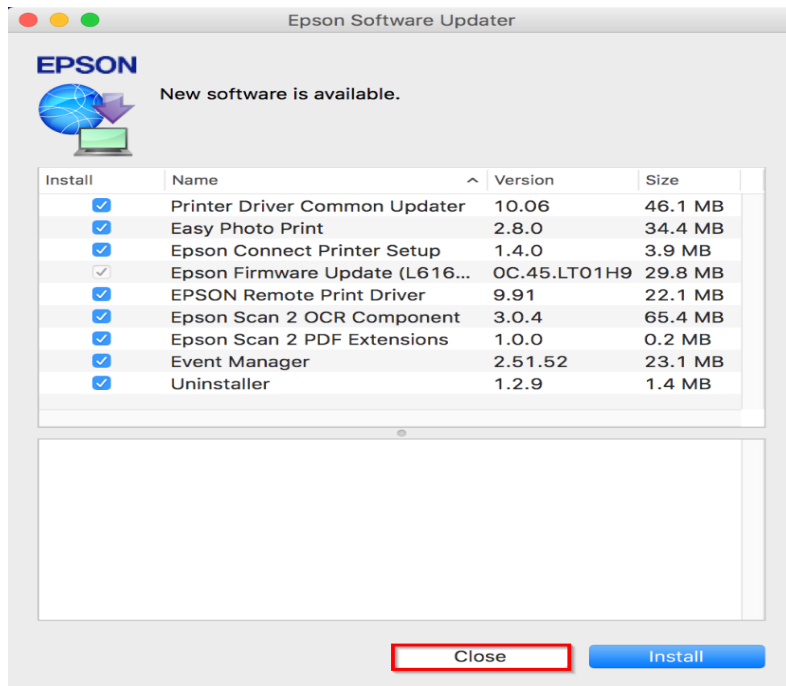 Epson Software Updater
EPSON
New software is available.
Install Name Version Size
Printer Driver Common Updater 10.06 46.1 MB
Easy Photo Print 2.8.0 34.4 MB
Epson Connect Printer Setup 1.4.0 3.9 MB
Epson Firmware Update (L616... 0C.45.LT01H9 29.8 MB
EPSON Remote Print Driver 9.91 22.1 MB
Epson Scan 2 OCR Component 3.0.4 65.4 MB
Epson Scan 2 PDF Extensions 1.0.0 0.2 MB
Event Manager 2.51.52 23.1 MB
Uninstaller 1.2.9 1.4 MB
Close Install